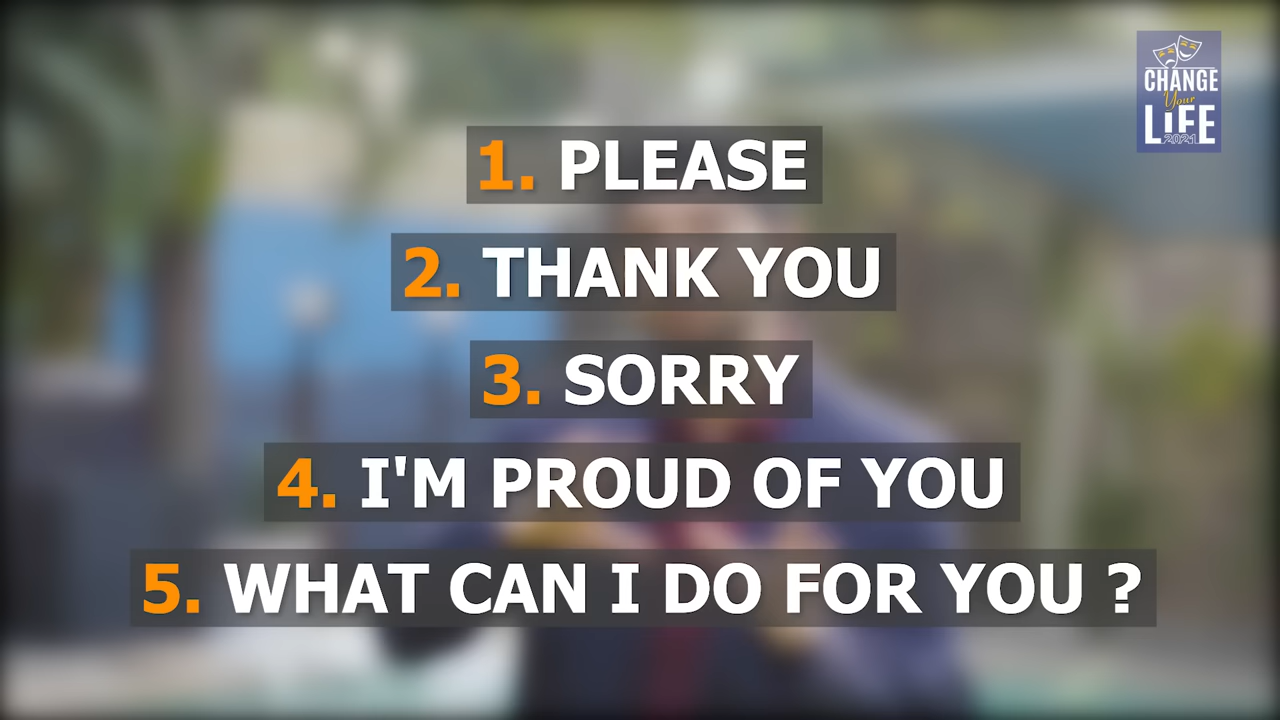 CHANGE
Your
LIFE
2021
1. PLEASE
2. THANK YOU
3. SORRY
4. I'M PROUD OF YOU
5. WHAT CAN I DO FOR YOU ?